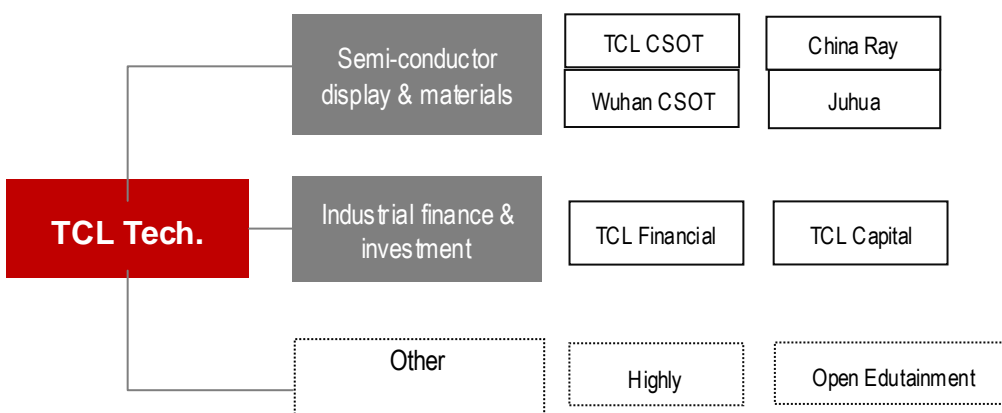 Semi-conductor
display & materials
TCL CSOT
China Ray
Wuhan CSOT
Juhua
TCL Tech.
Industrial finance &
investment
TCL Financial
TCL Capital
Other
Highly
Open Edutainment